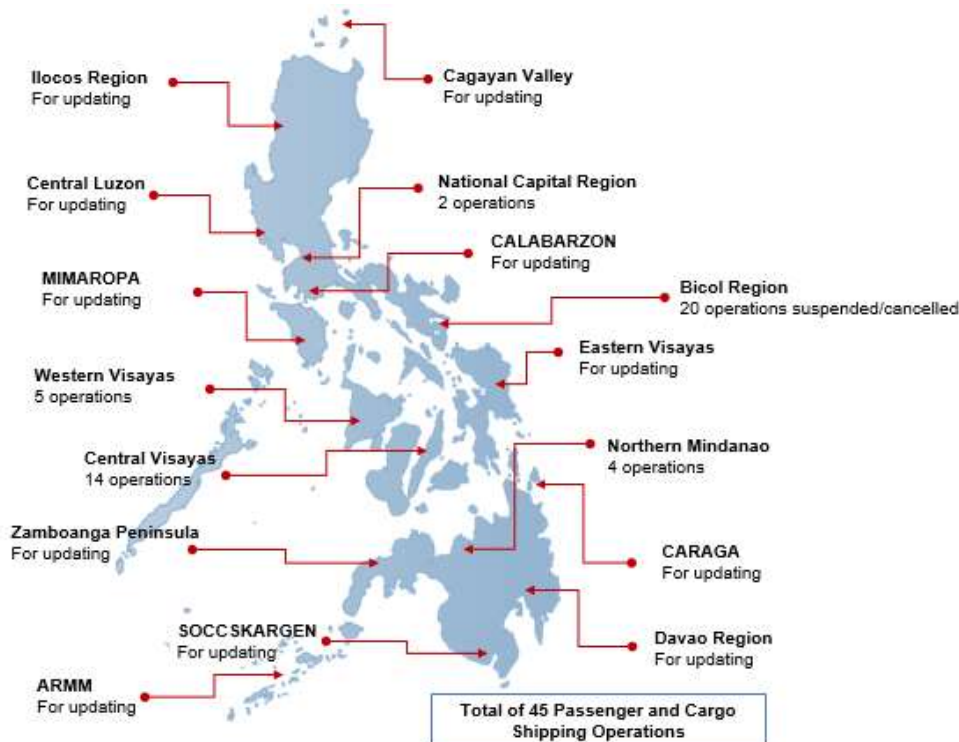 Ilocos Region
For updating
Cagayan Valley
For updating
Central Luzon
For updating
National Capital Region
2 operations
CALABARZON
For updating
MIMAROPA
For updating
Bicol Region
20 operations suspended/cancelled
Eastern Visayas
For updating
Western Visayas
5 operations
Northern Mindanao
4 operations
Central Visayas
14 operations
Zamboanga Peninsula
For updating
CARAGA
For updating
SOCCSKARGEN
For updating
Davao Region
For updating
ARMM
For updating
Total of 45 Passenger and Cargo
Shipping Operations